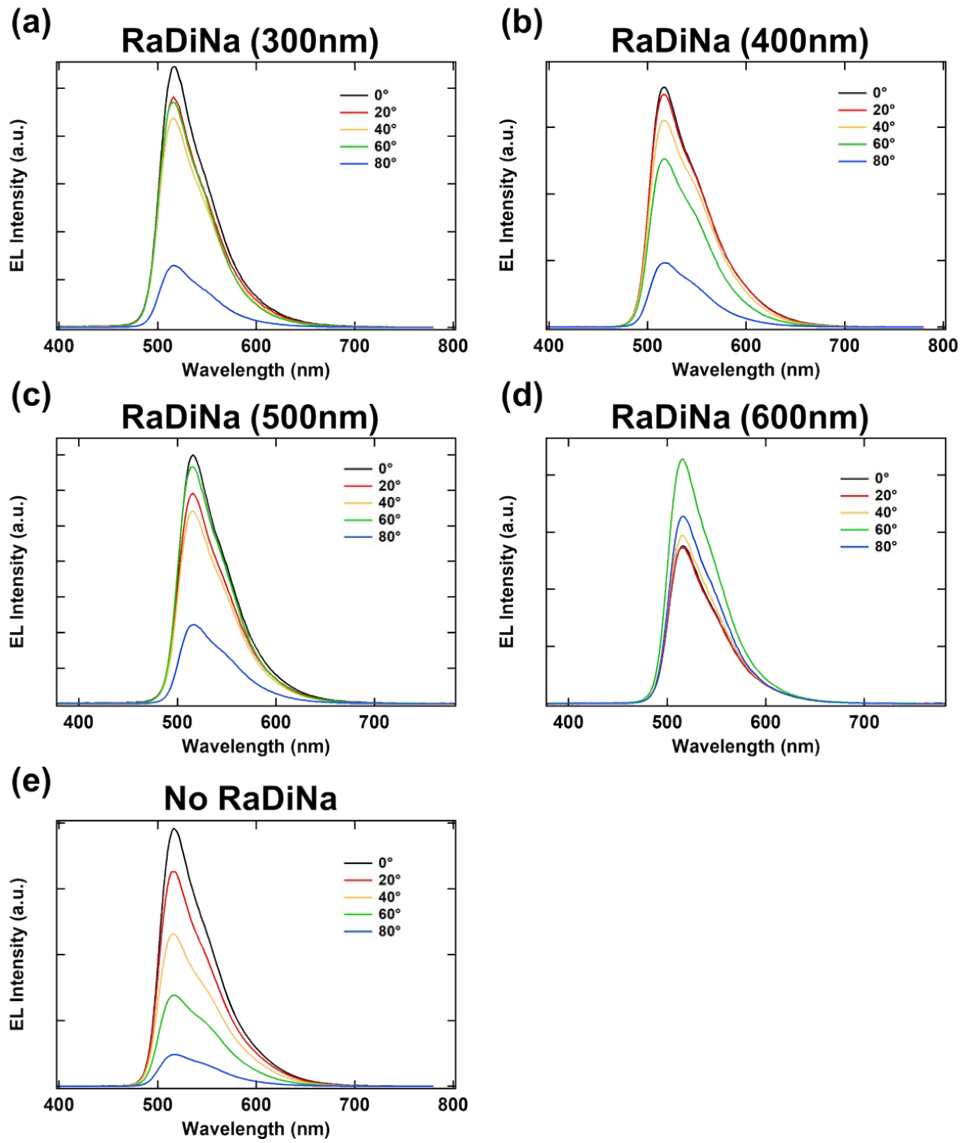 (a)
RaDiNa (300nm)
EL Intensity (a.u.)
0°
20°
40°
60°
80°
400 500 600 700 800
Wavelength (nm)
(b)
RaDiNa (400nm)
EL Intensity (a.u.)
0°
20°
40°
60°
80°
400 500 600 700 800
Wavelength (nm)
(c)
RaDiNa (500nm)
EL Intensity (a.u.)
0°
20°
40°
60°
80°
400 500 600 700
Wavelength (nm)
(d)
RaDiNa (600nm)
EL Intensity (a.u.)
0°
20°
40°
60°
80°
400 500 600 700
Wavelength (nm)
(e)
No RaDiNa
EL Intensity (a.u.)
0°
20°
40°
60°
80°
400 500 600 700 800
Wavelength (nm)